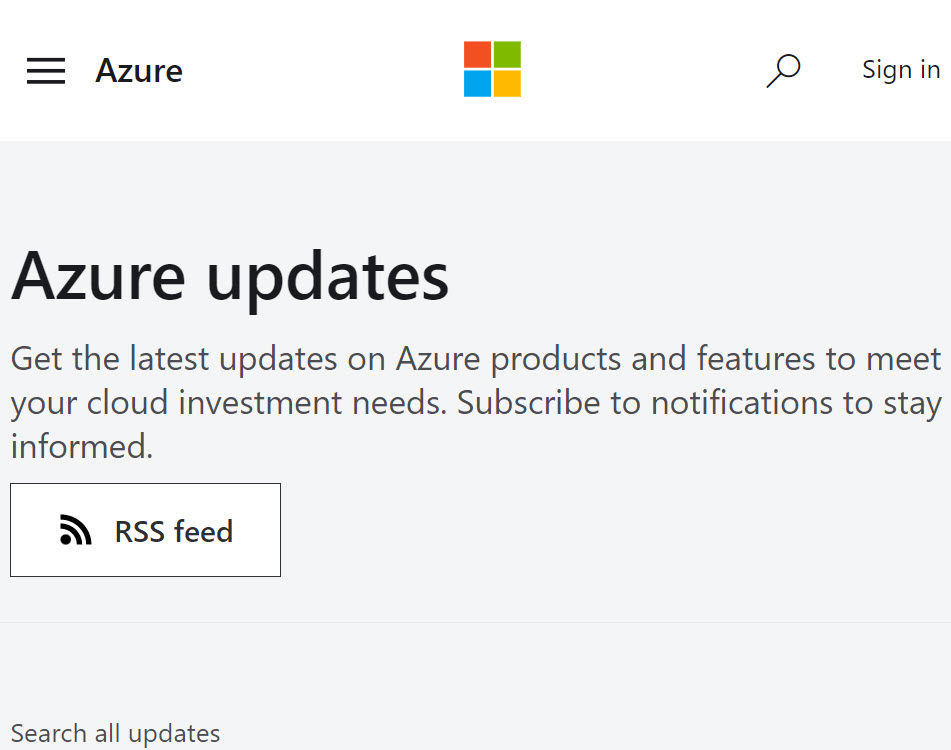 Azure
Sign in
Azure updates
Get the latest updates on Azure products and features to meet
your cloud investment needs. Subscribe to notifications to stay
informed.
RSS feed
Search all updates